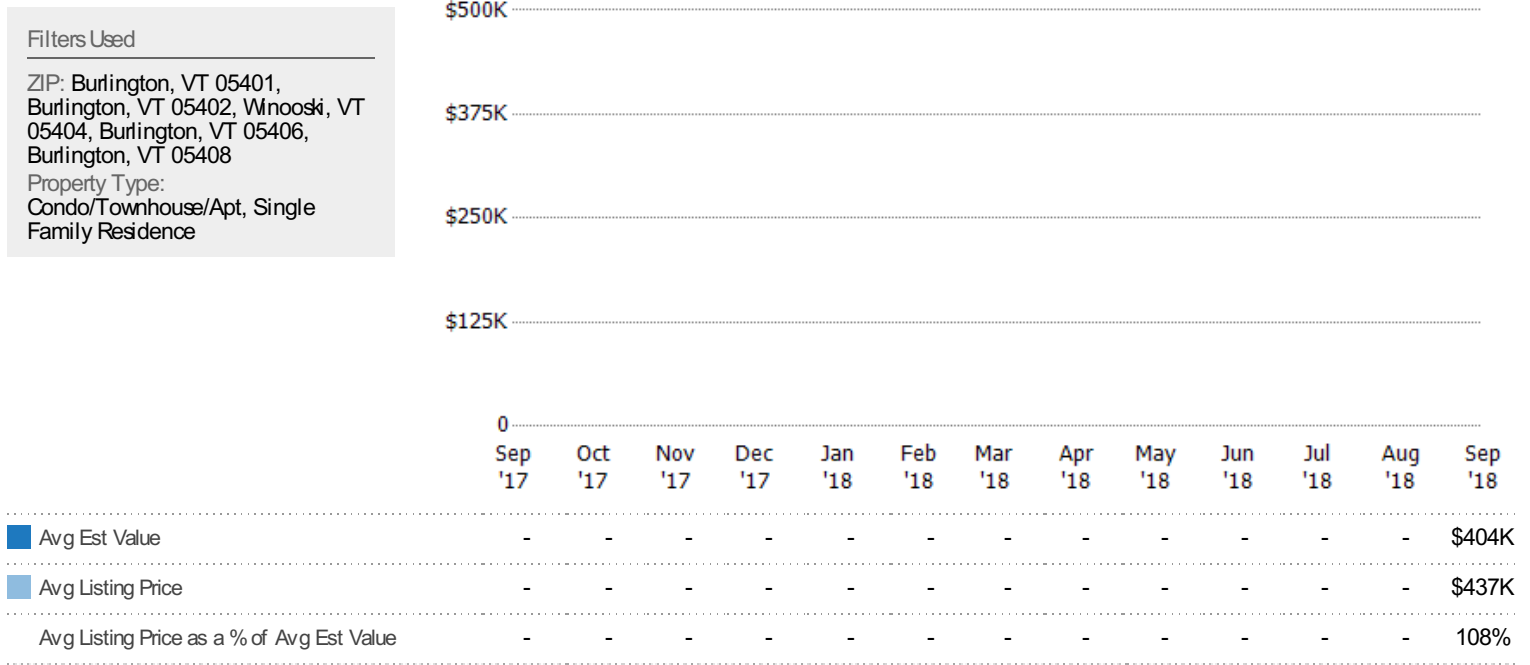 Filters Used
ZIP: Burlington, VT 05401,
Burlington, VT 05402, Winooski, VT
05404, Burlington, VT 05406,
Burlington, VT 05408
Property Type:
Condo/Townhouse/Apt, Single
Family Residence
$500K
$375K
$250K
$125K
0
Sep Oct Nov Dec Jan Feb Mar Apr May Jun Jul Aug Sep
'17 '17 '17 '17 '18 '18 '18 '18 '18 '18 '18 '18 '18
Avg Est Value - - - - - - - - - - - - $404K
Avg Listing Price - - - - - - - - - - - - $437K
Avg Listing Price as a % of Avg Est Value - - - - - - - - - - - - 108%